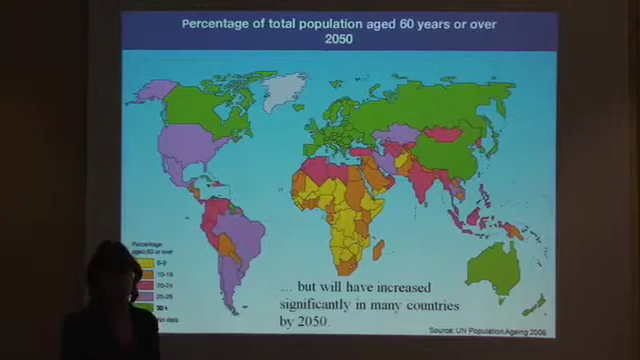 Percentage of total population aged 60 years or over
2050
Percentage
aged 60 or over
0-9
10-19
20-24
25-29
30+
No data
... but will have increased
significantly in many countries
by 2050.
Source: UN Population Ageing 2006